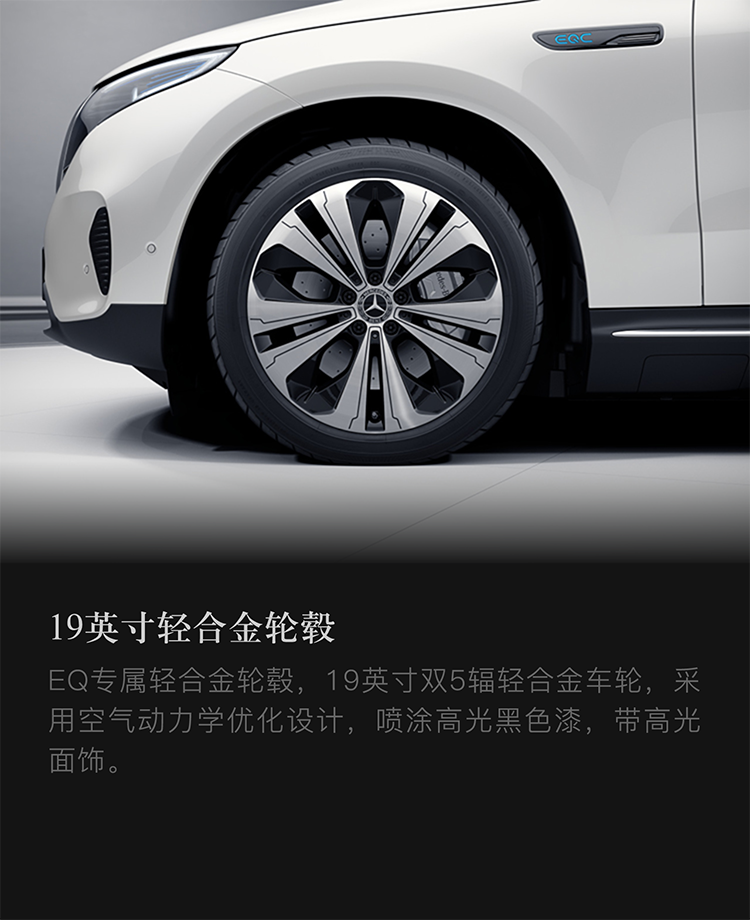 EQC
19英寸轻合金轮毂
EQ专属轻合金轮毂，19英寸双5辐轻合金车轮，采
用空气动力学优化设计，喷涂高光黑色漆，带高光
面饰。